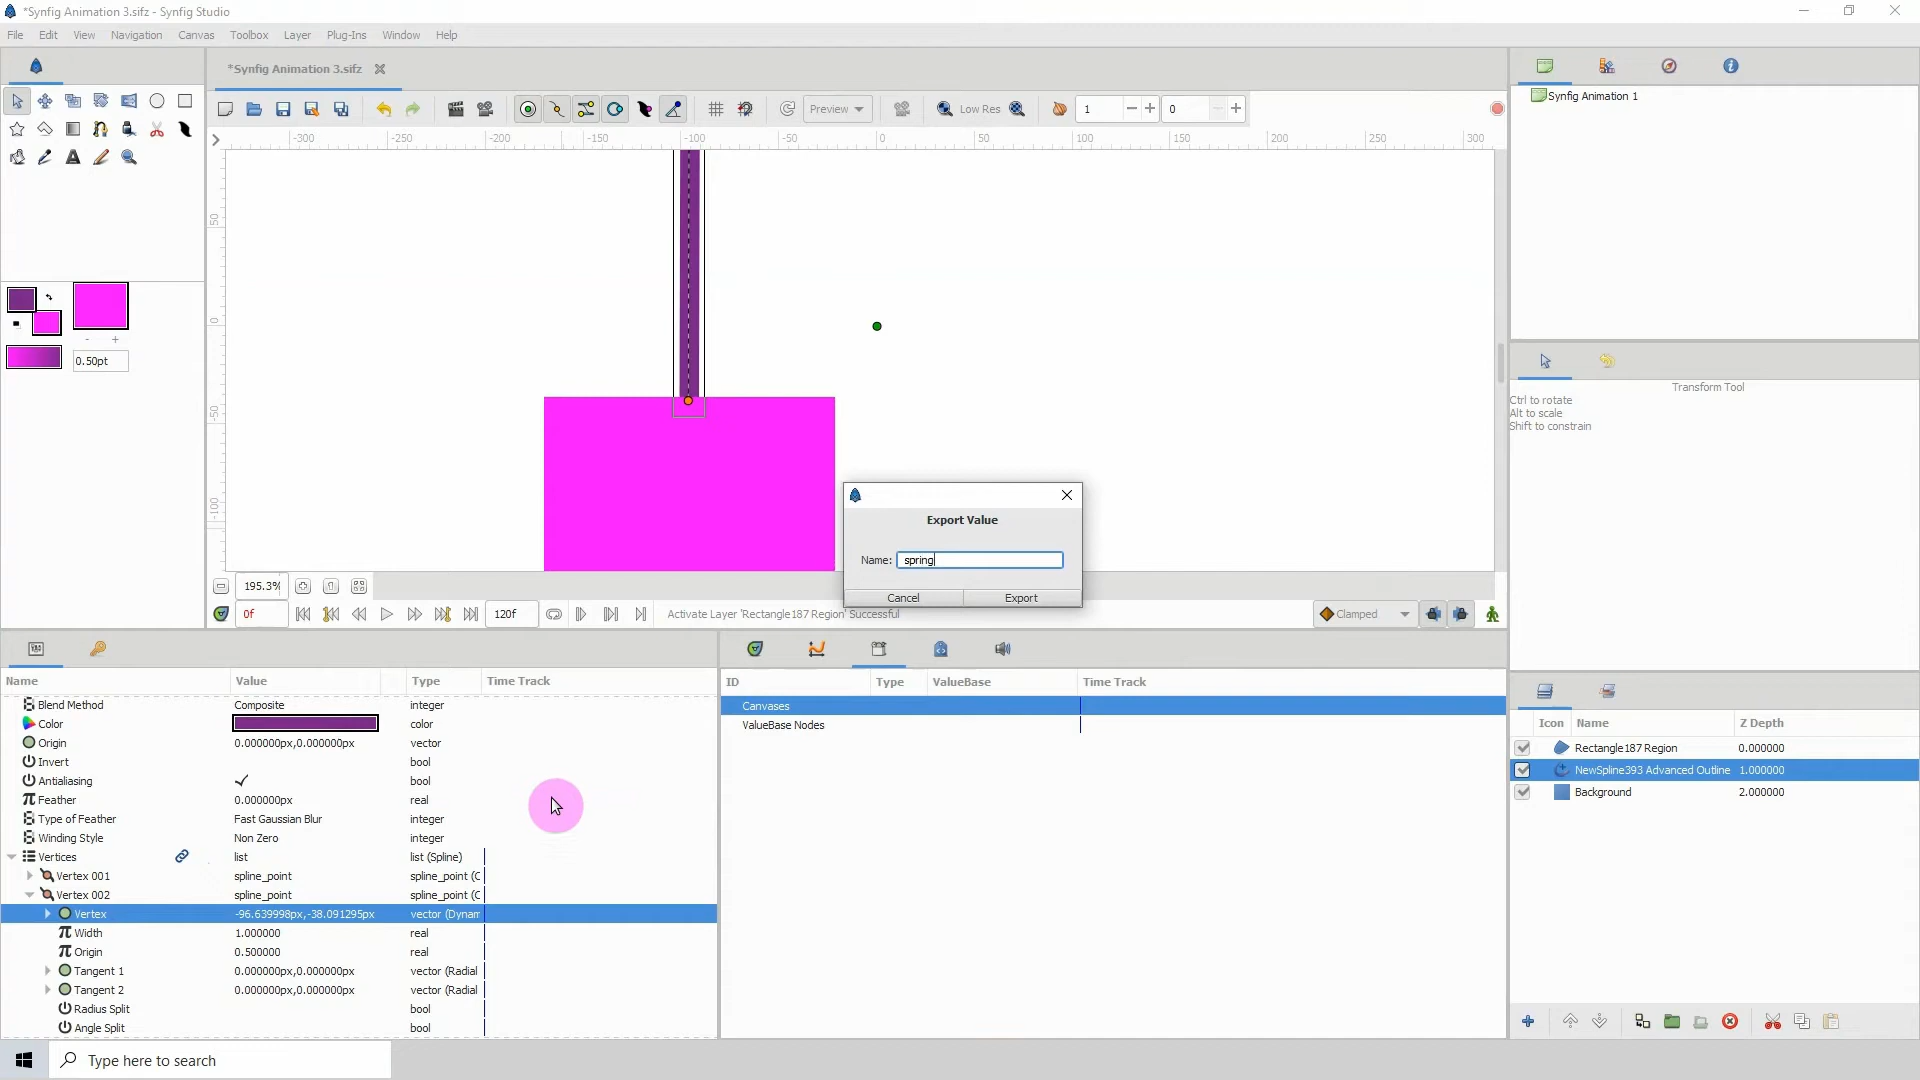 *Synfig Animation 3.sifz - Synfig Studio
File Edit View Navigation Canvas Toolbox Layer Plug-Ins Window Help
*Synfig Animation 3.sifz
Preview Low Res 1 0
-300 -250 -200 -150 -100 -50 0 50 100 150 200 250 300
50
0
-50
-100
- +
0.50pt
Export Value
Name: spring
Cancel Export
195.3%
0f 120f Activate Layer 'Rectangle187 Region' Successful Clamped
Synfig Animation 1
Transform Tool
Ctrl to rotate
Alt to scale
Shift to constrain
Name Value Type Time Track
Blend Method Composite integer
Color color
Origin 0.000000px,0.000000px vector
Invert bool
Antialiasing bool
Feather 0.000000px real
Type of Feather Fast Gaussian Blur integer
Winding Style Non Zero integer
Vertices list list (Spline)
Vertex 001 spline_point spline_point (C
Vertex 002 spline_point spline_point (C
Vertex -96.639998px,-38.091295px vector (Dynam
Width 1.000000 real
Origin 0.500000 real
Tangent 1 0.000000px,0.000000px vector (Radial
Tangent 2 0.000000px,0.000000px vector (Radial
Radius Split bool
Angle Split bool
ID Type ValueBase Time Track
Canvases
ValueBase Nodes
Icon Name Z Depth
Rectangle187 Region 0.000000
NewSpline393 Advanced Outline 1.000000
Background 2.000000
Type here to search